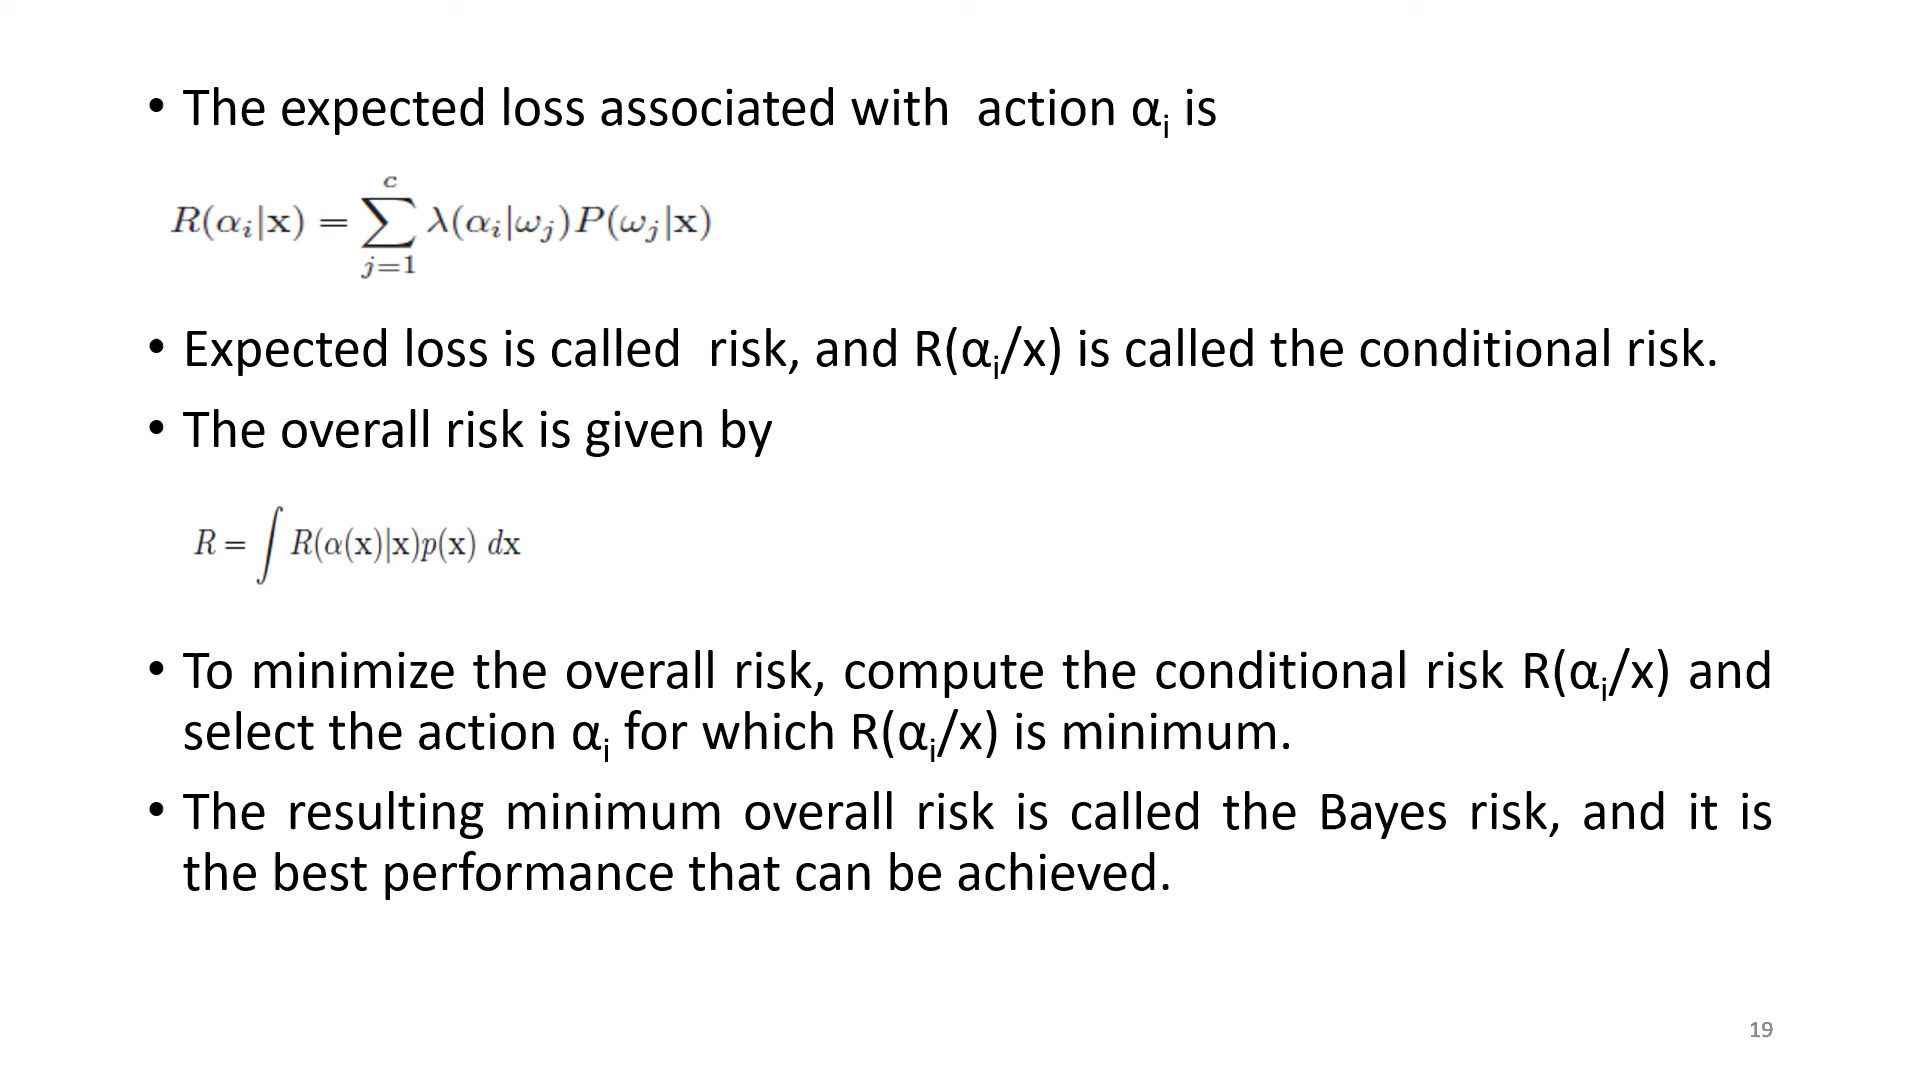 • The expected loss associated with  action αᵢ is
R(αᵢ|x) = ∑_{j=1}^{c} λ(αᵢ|ωⱼ)P(ωⱼ|x)
• Expected loss is called  risk, and R(αᵢ/x) is called the conditional risk.
• The overall risk is given by
R = ∫ R(α(x)|x)p(x) dx
• To minimize the overall risk, compute the conditional risk R(αᵢ/x) and
select the action αᵢ for which R(αᵢ/x) is minimum.
• The resulting minimum overall risk is called the Bayes risk, and it is
the best performance that can be achieved.
19